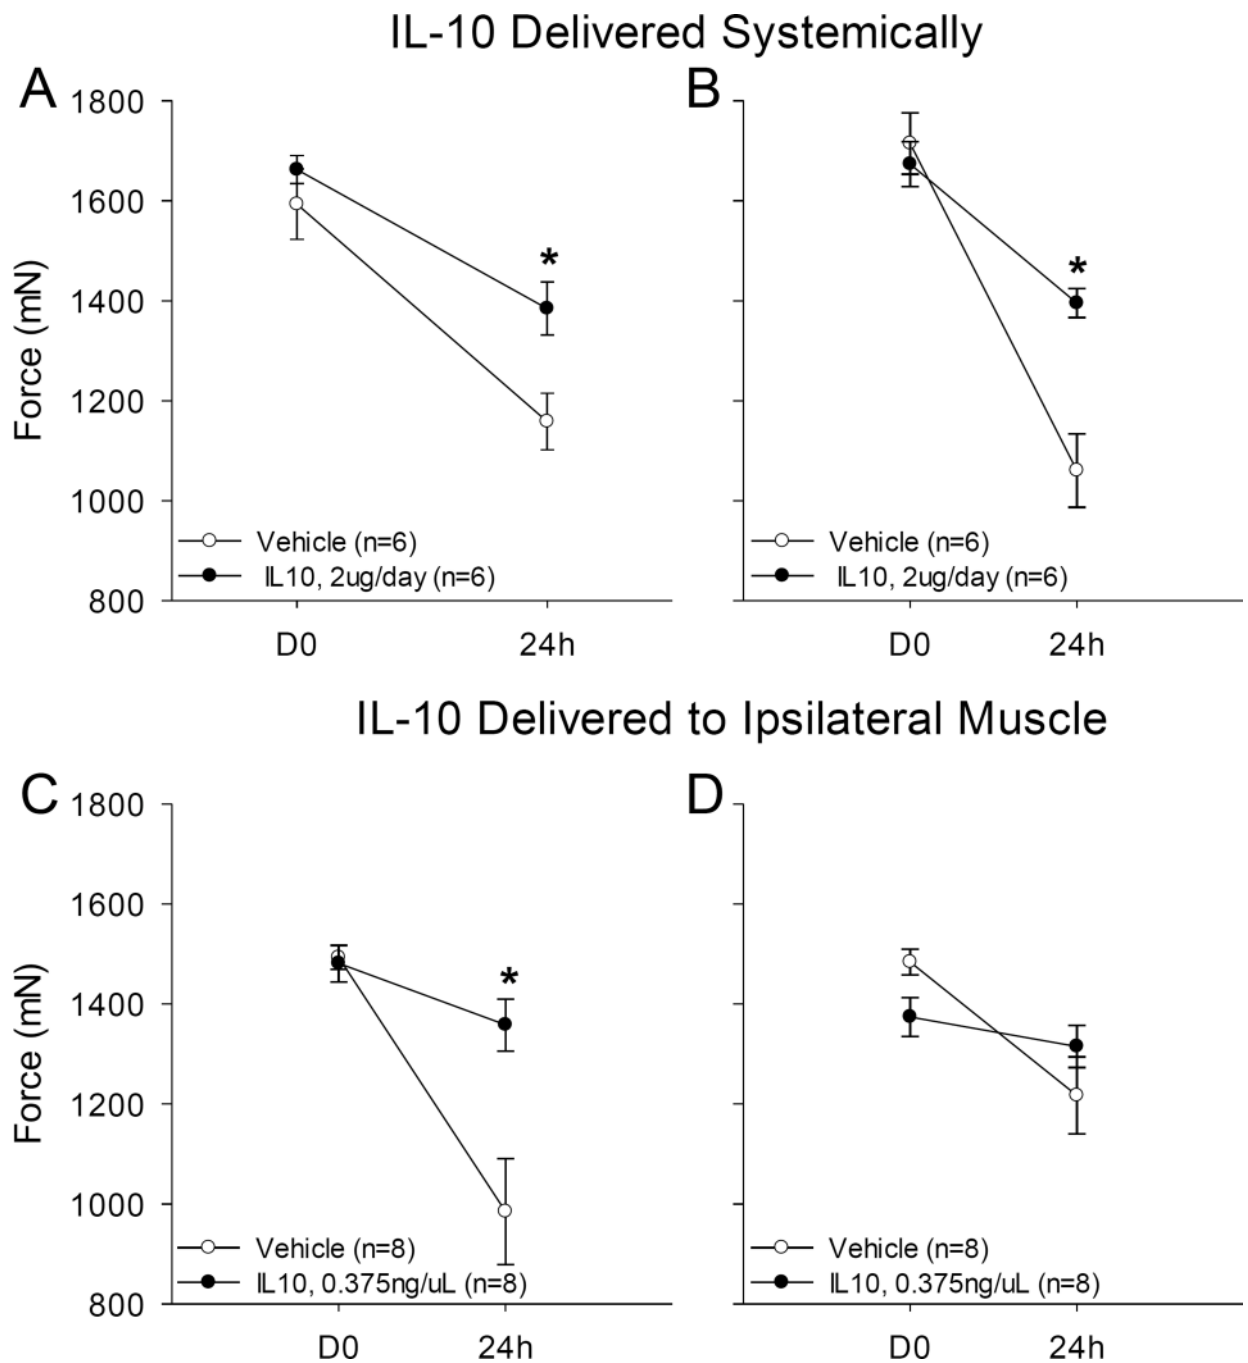 IL-10 Delivered Systemically
A
B
1800
1600
1400
1200
1000
800
Force (mN)
*
*
Vehicle (n=6)
IL10, 2ug/day (n=6)
Vehicle (n=6)
IL10, 2ug/day (n=6)
D0 24h
D0 24h
IL-10 Delivered to Ipsilateral Muscle
C
D
1800
1600
1400
1200
1000
800
Force (mN)
*
Vehicle (n=8)
IL10, 0.375ng/uL (n=8)
Vehicle (n=8)
IL10, 0.375ng/uL (n=8)
D0 24h
D0 24h